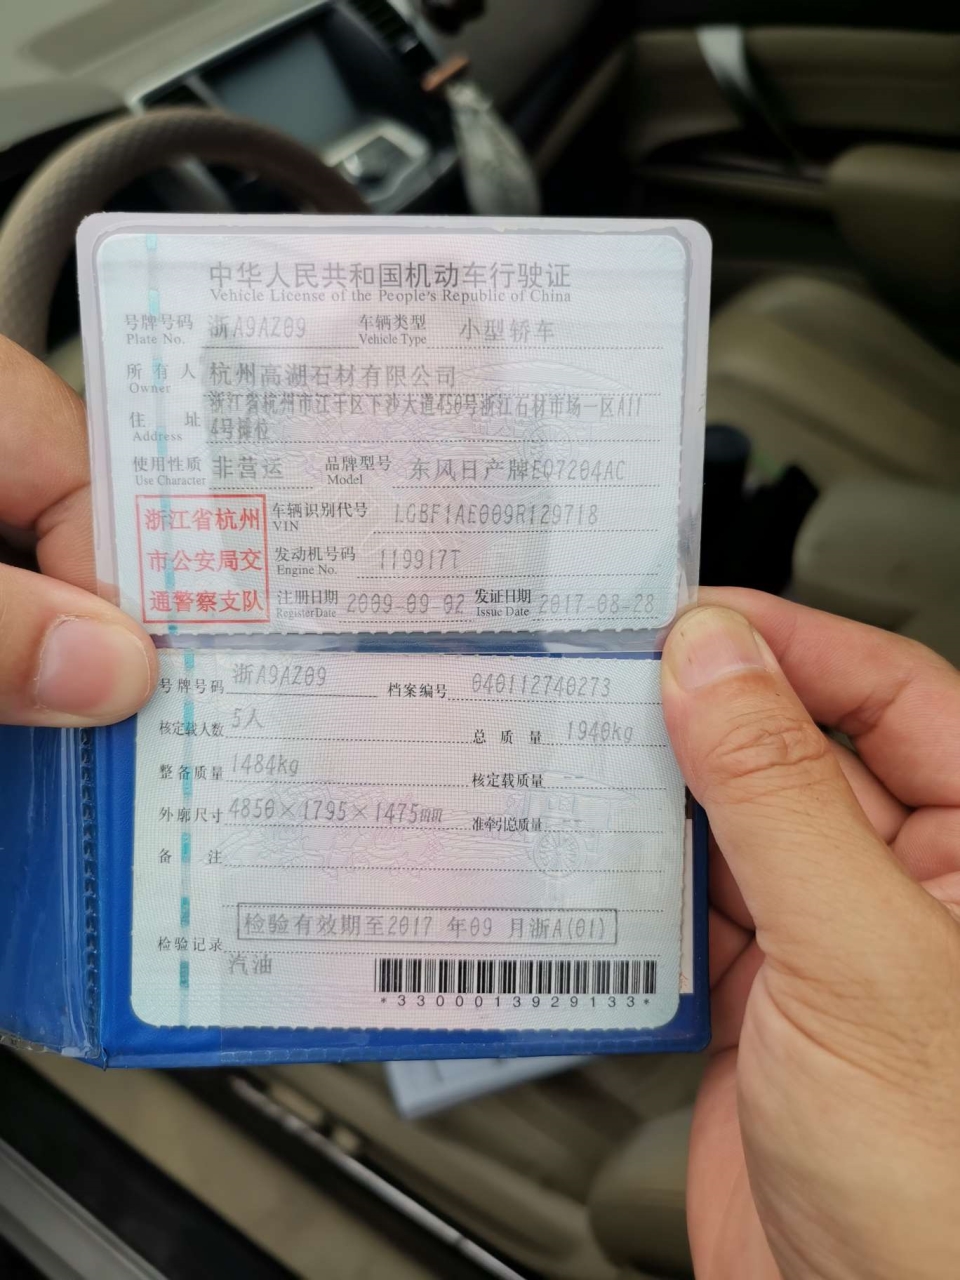 中华人民共和国机动车行驶证
Vehicle License of the People's Republic of China
号牌号码 浙A9AZ09 车辆类型 小型轿车
Plate No. Vehicle Type
所有人 杭州高湖石材有限公司
Owner
住址 浙江省杭州市江干区下沙大道450号浙江石材市场一区A11
4号摊位
Address
使用性质 非营运 品牌型号 东风日产牌EQ7204AC
Use Character Model
浙江省杭州
市公安局交
通警察支队
车辆识别代号 LGBF1AE009R129718
VIN
发动机号码 119917T
Engine No.
注册日期 2009-09-02 发证日期 2017-08-28
Register Date Issue Date
号牌号码 浙A9AZ09 档案编号 040112740273
核定载人数 5人 总质量 1940kg
整备质量 1484kg 核定载质量 --
外廓尺寸 4850×1795×1475mm 准牵引总质量 --
备注
检验有效期至2017 年09 月浙A(01)
检验记录
汽油
*3300013929133*